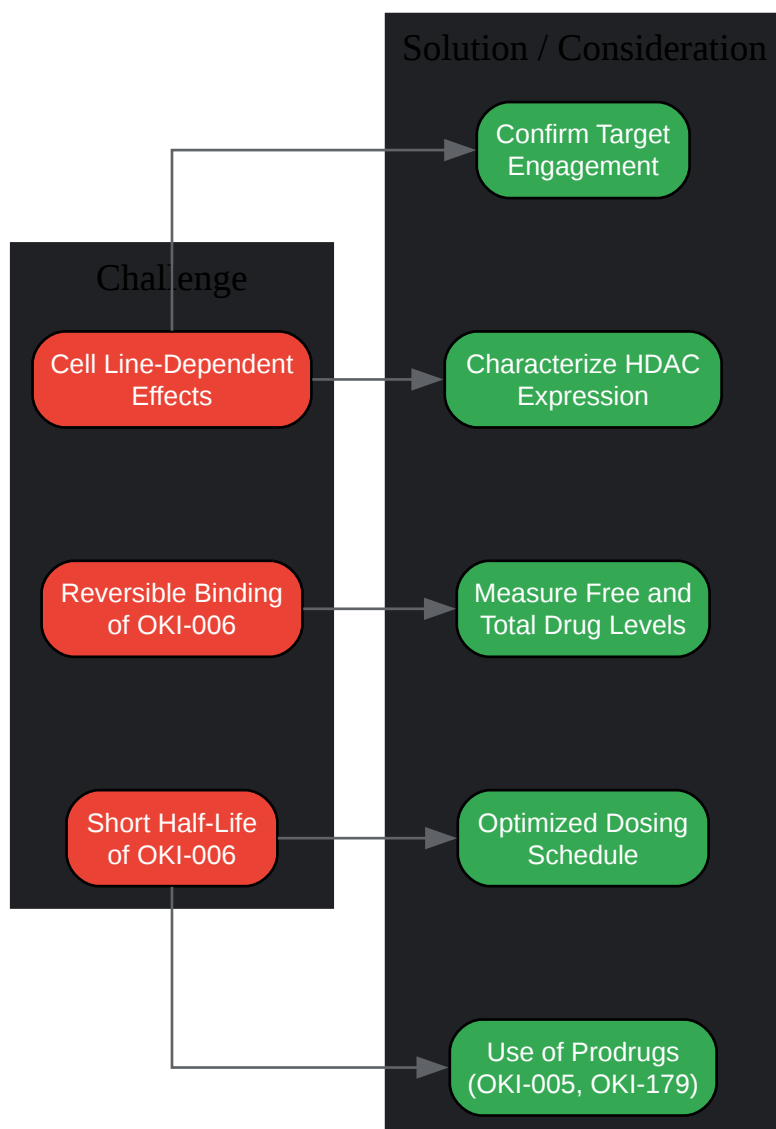 Solution / Consideration
Confirm Target
Engagement
Challenge
Cell Line-Dependent
Effects
Characterize HDAC
Expression
Reversible Binding
of OKI-006
Measure Free and
Total Drug Levels
Short Half-Life
of OKI-006
Optimized Dosing
Schedule
Use of Prodrugs
(OKI-005, OKI-179)